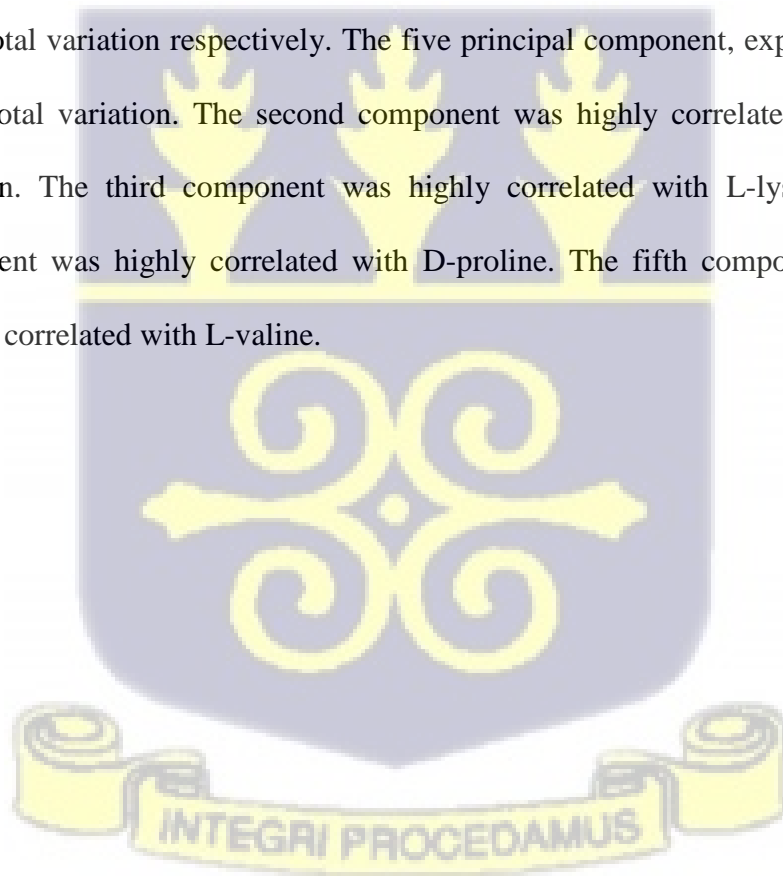 otal variation respectively. The five principal component, exp
otal variation. The second component was highly correlate
n. The third component was highly correlated with L-lys
ent was highly correlated with D-proline. The fifth compo
correlated with L-valine.
INTEGRI PROCEDAMUS